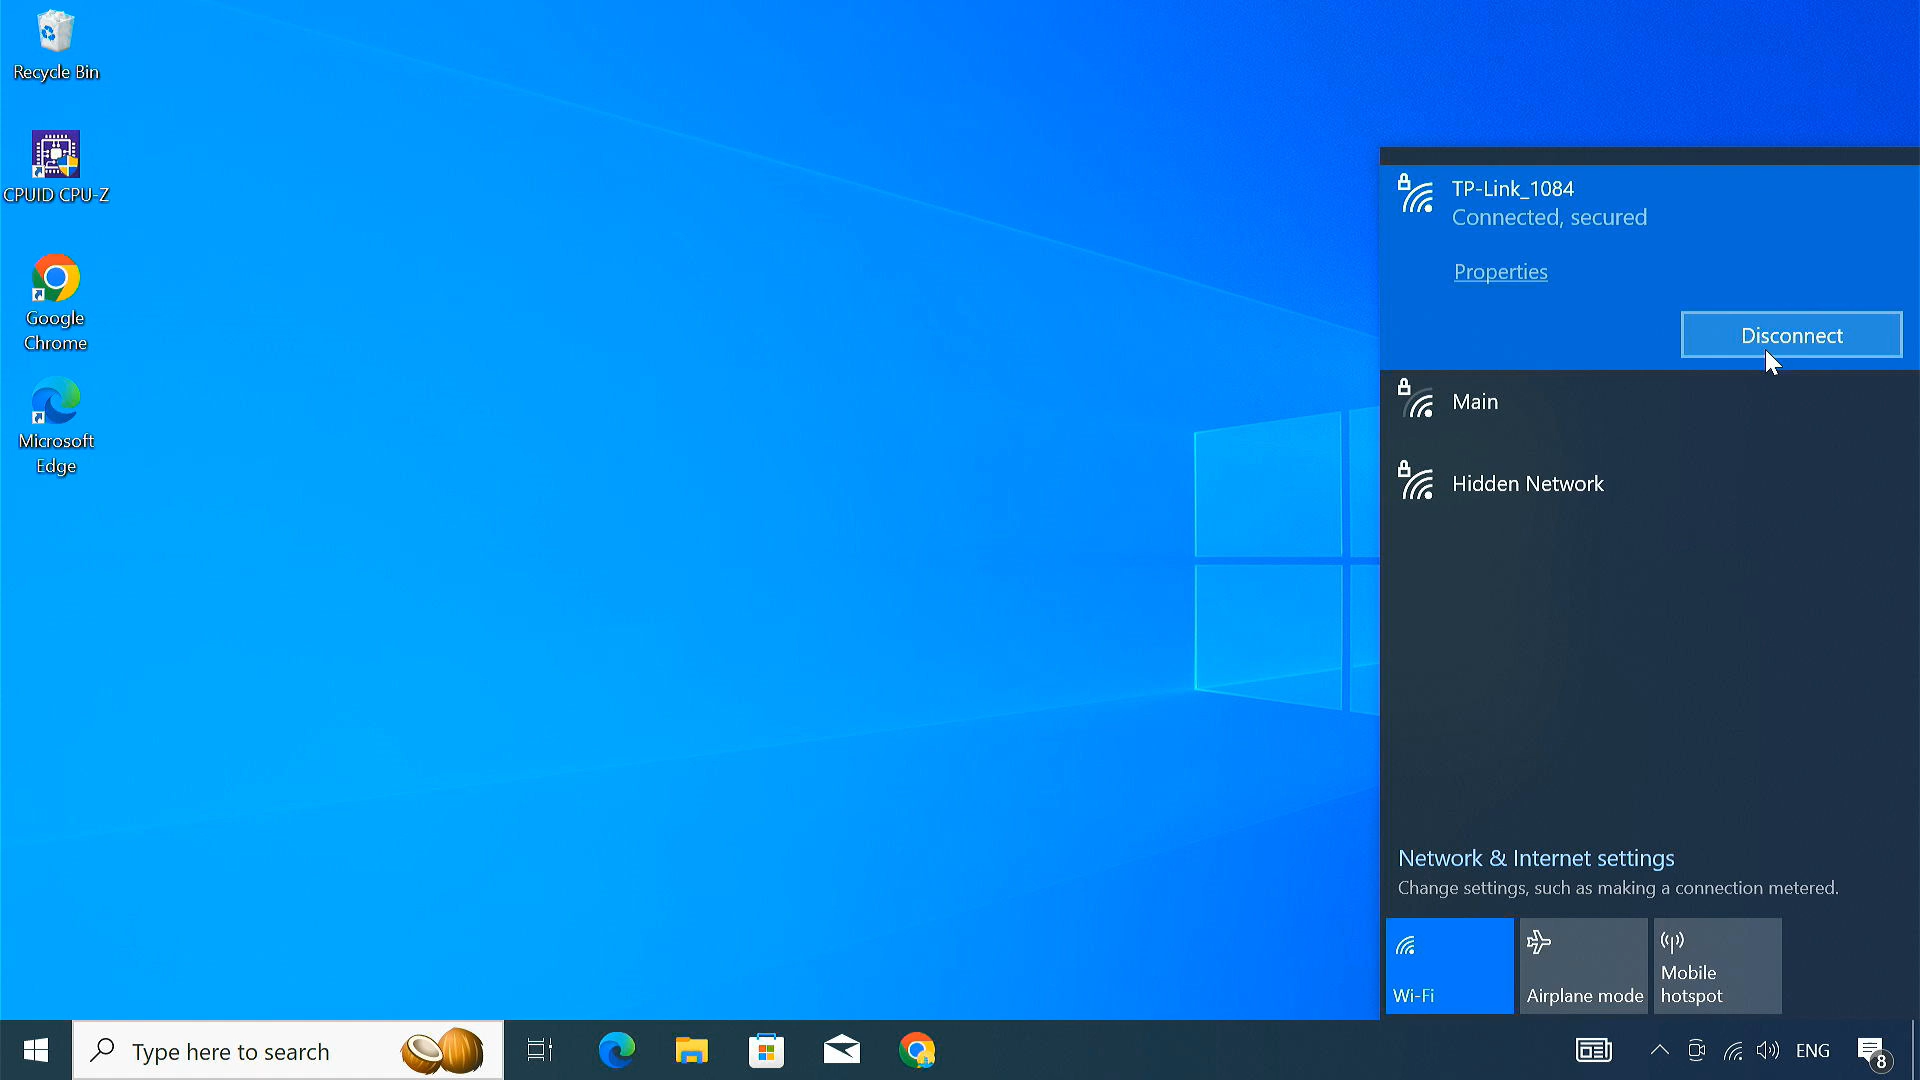 Recycle Bin
CPUID CPU-Z
Google
Chrome
Microsoft
Edge
TP-Link_1084
Connected, secured
Properties
Disconnect
Main
Hidden Network
Network & Internet settings
Change settings, such as making a connection metered.
Wi-Fi
Airplane mode
Mobile
hotspot
Type here to search
ENG
8